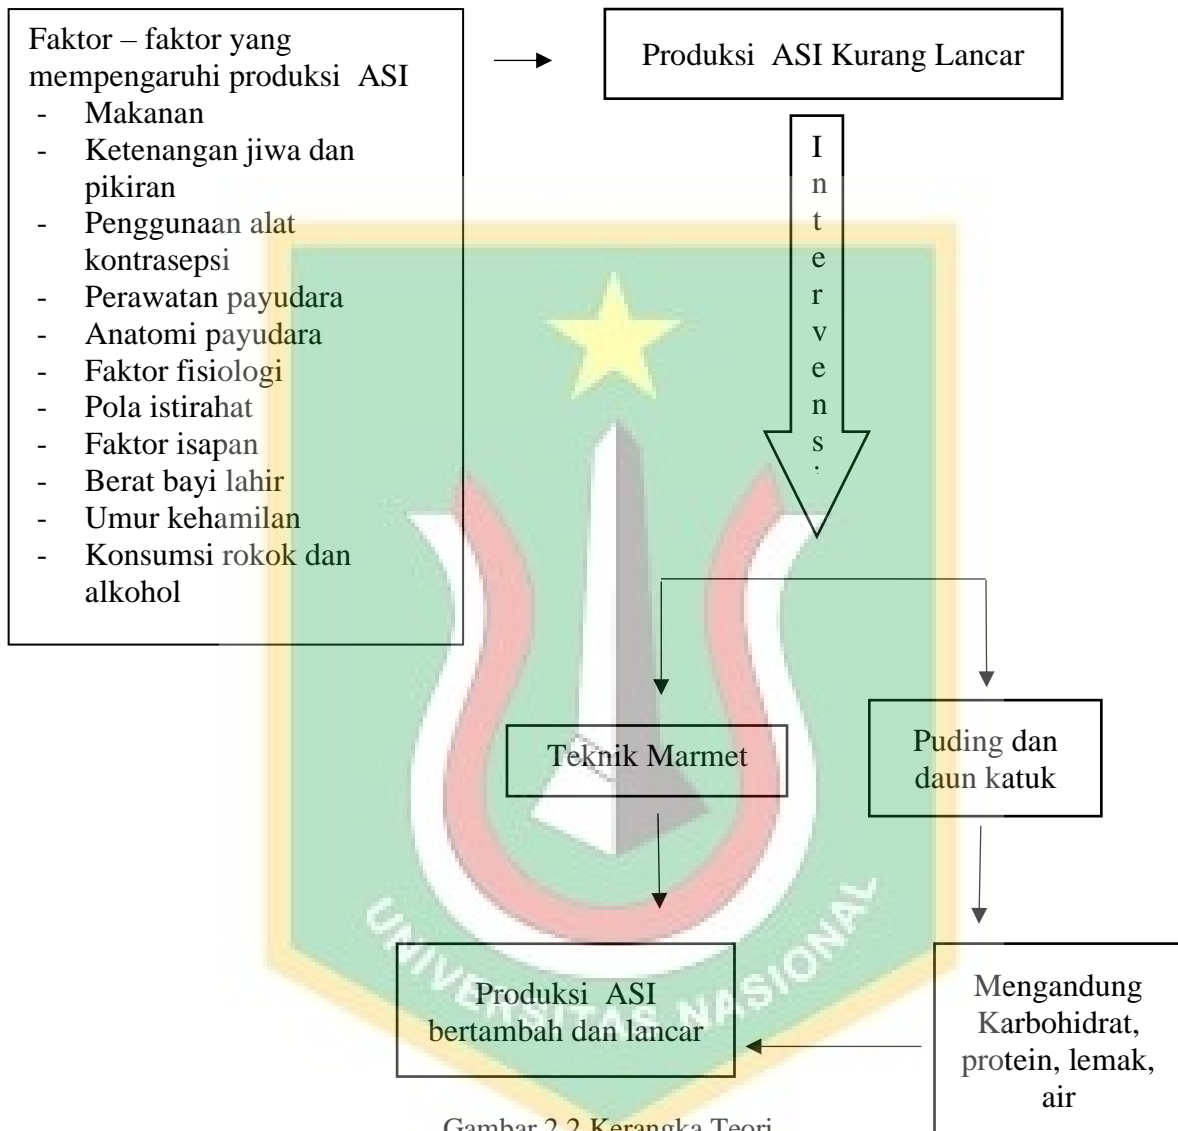 Faktor – faktor yang
mempengaruhi produksi ASI
- Makanan
- Ketenangan jiwa dan
pikiran
- Penggunaan alat
kontrasepsi
- Perawatan payudara
- Anatomi payudara
- Faktor fisiologi
- Pola istirahat
- Faktor isapan
- Berat bayi lahir
- Umur kehamilan
- Konsumsi rokok dan
alkohol
Produksi ASI Kurang Lancar
I
n
t
e
r
v
e
n
s
Teknik Marmet
Puding dan
daun katuk
Produksi ASI
bertambah dan lancar
Mengandung
Karbohidrat,
protein, lemak,
air
UNIVERSITAS NASIONAL
Gambar 2.2 Kerangka Teori